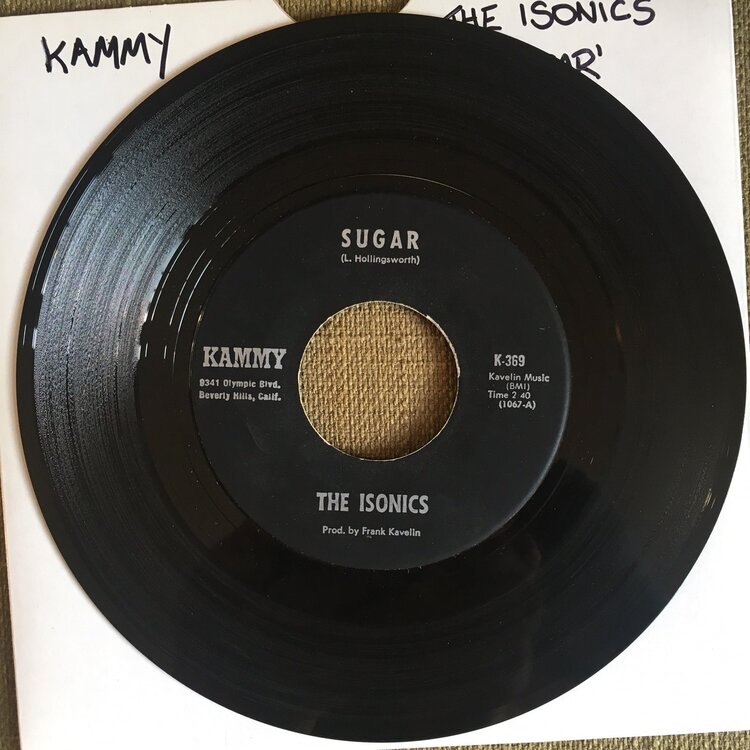 KAMMY
THE ISONICS
SUGAR
(L. Hollingsworth)
KAMMY
9341 Olympic Blvd.
Beverly Hills, Calif.
K-369
Kavelin Music
(BMI)
Time 2 40
(1067-A)
THE ISONICS
Prod. by Frank Kavelin